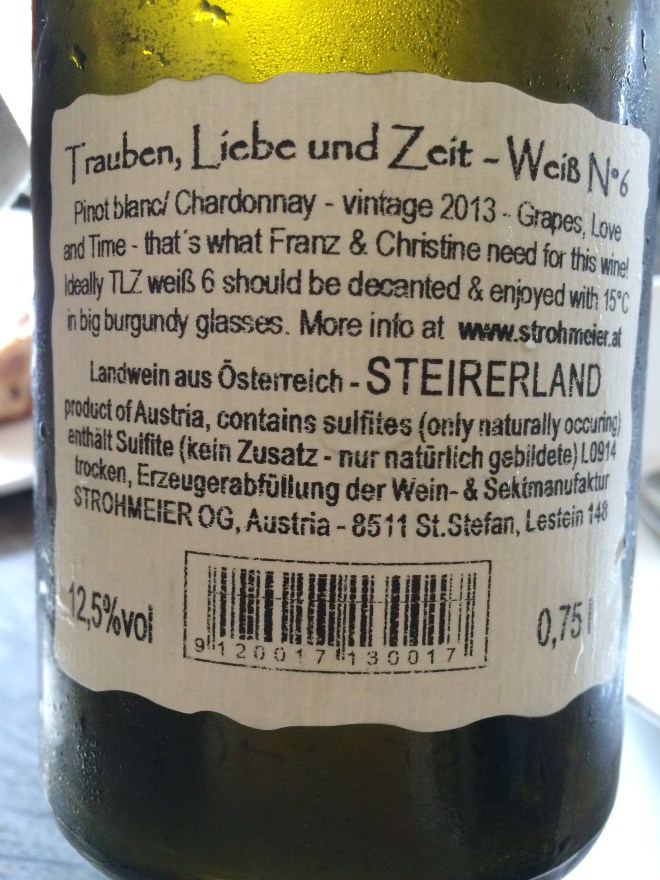 Trauben, Liebe und Zeit - Weiß N°6
Pinot blanc/ Chardonnay - vintage 2013 - Grapes, Love
and Time - that´s what Franz & Christine need for this wine!
Ideally TLZ weiß 6 should be decanted & enjoyed with 15°C
in big burgundy glasses. More info at www.strohmeier.at
Landwein aus Österreich - STEIRERLAND
product of Austria, contains sulfites (only naturally occuring)
enthält Sulfite (kein Zusatz - nur natürlich gebildete) L0914
trocken, Erzeugerabfüllung der Wein- & Sektmanufaktur
STROHMEIER OG, Austria - 8511 St.Stefan, Lestein 148
12,5%vol
9 120017 130017
0,75 l